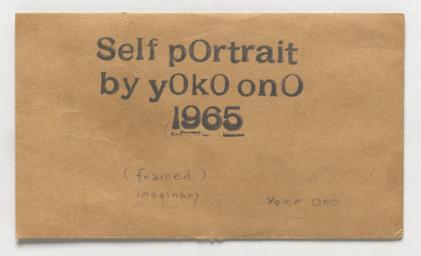 Self pOrtrait
by yOkO onO
1965
(framed)
imaginary
YOKO ONO